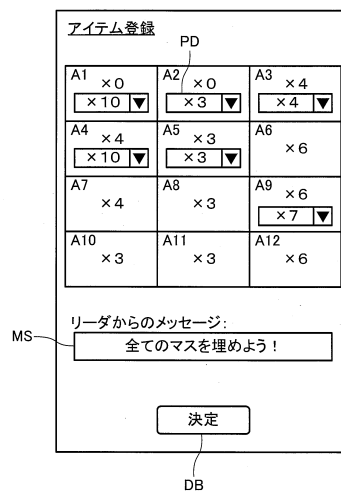 アイテム登録
PD
A1 A2 A3
×0 ×0 ×4
×10 ▼ ×3 ▼ ×4 ▼
A4 A5 A6
×4 ×3 ×6
×10 ▼ ×3 ▼
A7 A8 A9
×4 ×3 ×6
×7 ▼
A10 A11 A12
×3 ×3 ×6
リーダからのメッセージ:
MS
全てのマスを埋めよう!
決定
DB